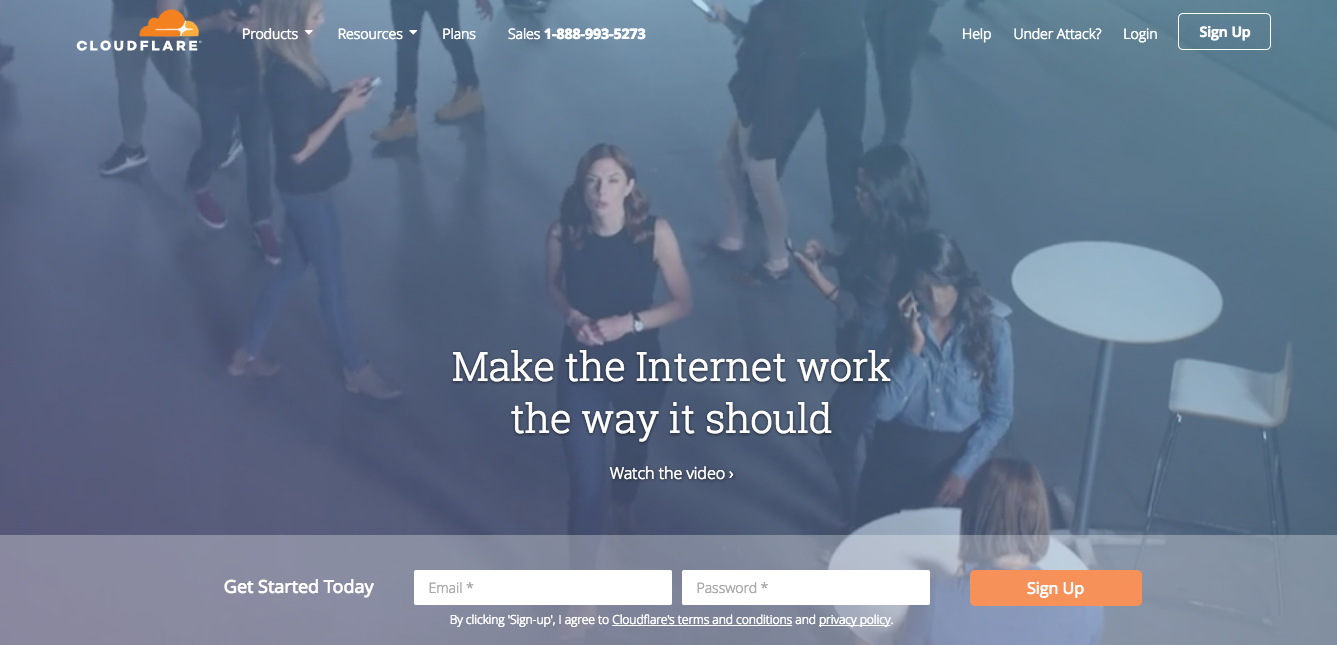 CLOUDFLARE
Products Resources Plans Sales 1-888-993-5273 Help Under Attack? Login Sign Up
Make the Internet work
the way it should
Watch the video ›
Get Started Today Email * Password * Sign Up
By clicking 'Sign-up', I agree to Cloudflare's terms and conditions and privacy policy.